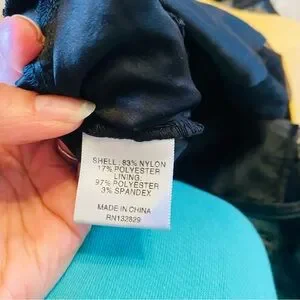 SHELL: 83% NYLON
17% POLYESTER
LINING:
97% POLYESTER
3% SPANDEX
MADE IN CHINA
RN132829